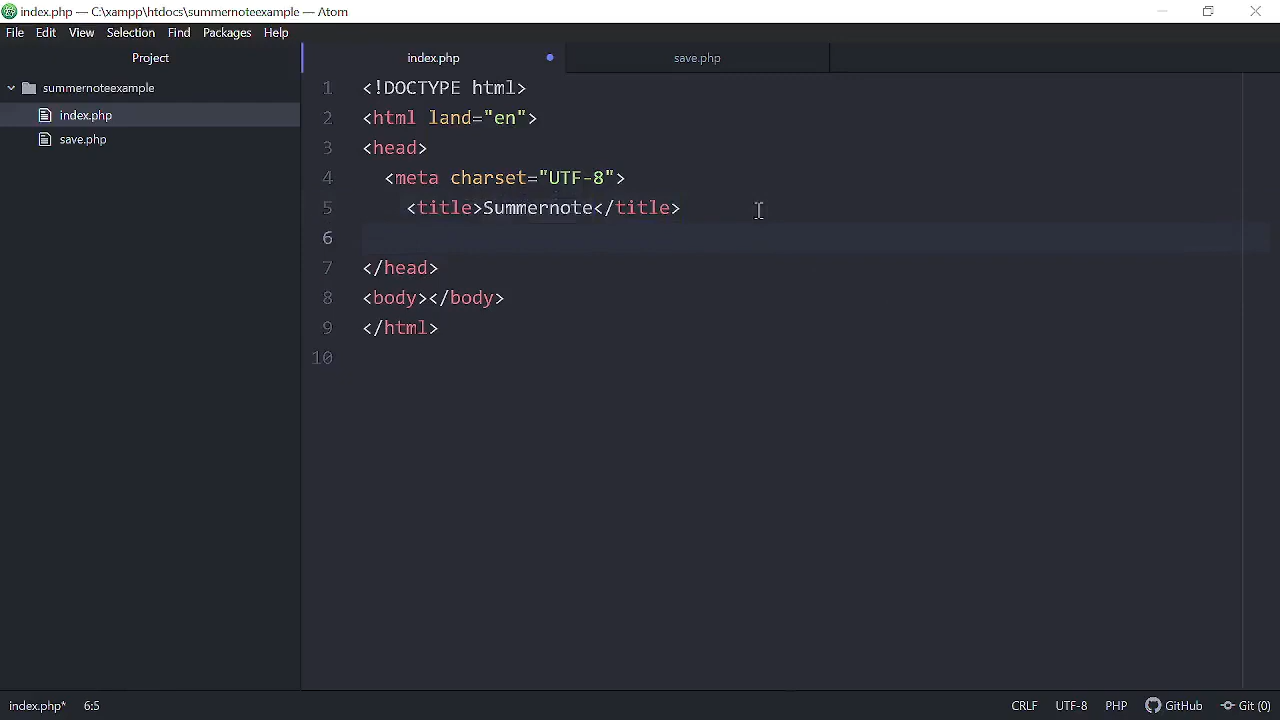 index.php — C:\xampp\htdocs\summernoteexample — Atom
File Edit View Selection Find Packages Help
Project
index.php
save.php
summernoteexample
index.php
save.php
1 <!DOCTYPE html>
2 <html land="en">
3 <head>
4 <meta charset="UTF-8">
5 <title>Summernote</title>
6
7 </head>
8 <body></body>
9 </html>
10
index.php* 6:5 CRLF UTF-8 PHP GitHub Git (0)